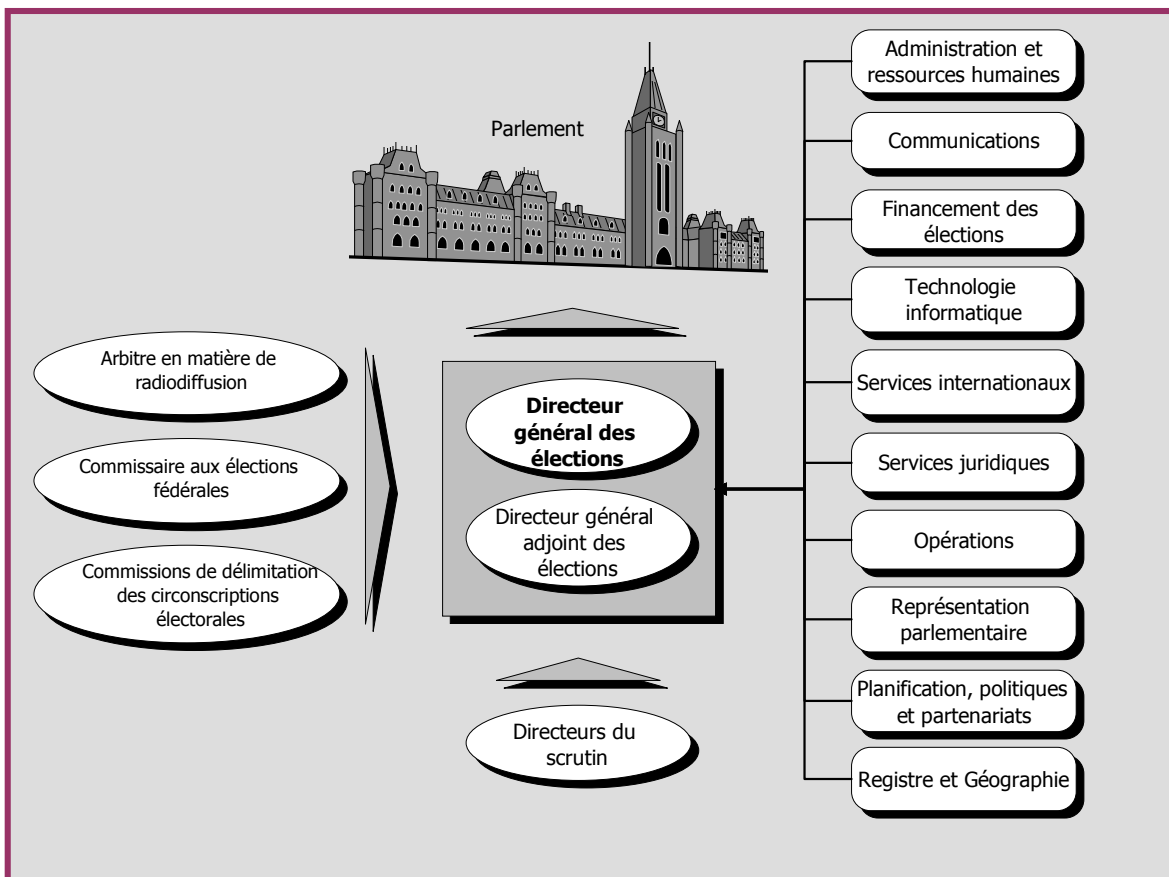 Parlement
Arbitre en matière de
radiodiffusion
Commissaire aux élections
fédérales
Commissions de délimitation
des circonscriptions
électorales
Directeur
général des
élections
Directeur général
adjoint des
élections
Directeurs du
scrutin
Administration et
ressources humaines
Communications
Financement des
élections
Technologie
informatique
Services internationaux
Services juridiques
Opérations
Représentation
parlementaire
Planification, politiques
et partenariats
Registre et Géographie